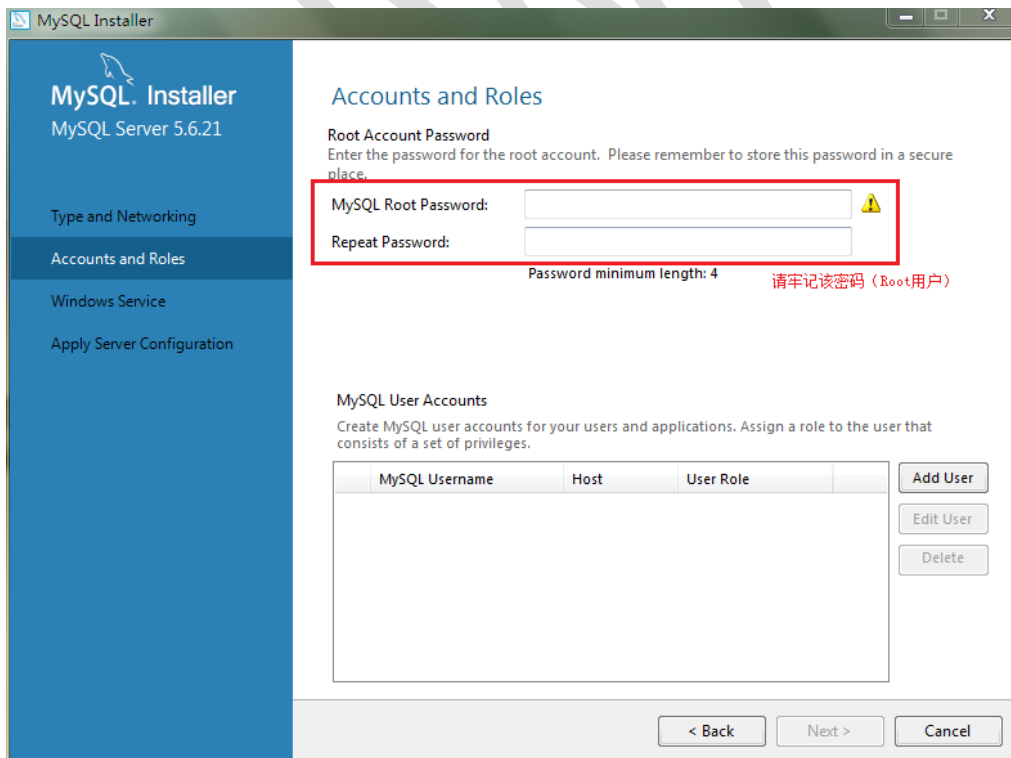 MySQL Installer
MySQL. Installer
MySQL Server 5.6.21
Type and Networking
Accounts and Roles
Windows Service
Apply Server Configuration
Accounts and Roles
Root Account Password
Enter the password for the root account. Please remember to store this password in a secure
place.
MySQL Root Password:
Repeat Password:
Password minimum length: 4
请牢记该密码（Root用户）
MySQL User Accounts
Create MySQL user accounts for your users and applications. Assign a role to the user that
consists of a set of privileges.
MySQL Username Host User Role
Add User
Edit User
Delete
< Back Next > Cancel